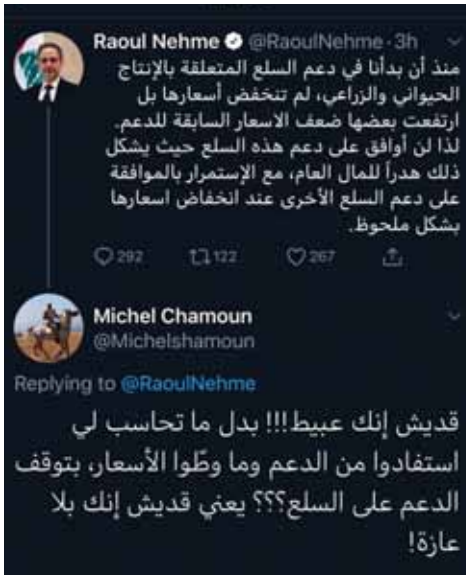 Raoul Nehme @RaoulNehme · 3h
منذ أن بدأنا في دعم السلع المتعلقة بالإنتاج
الحيواني والزراعي، لم تنخفض أسعارها بل
ارتفعت بعضها ضعف الاسعار السابقة للدعم.
لذا لن أوافق على دعم هذه السلع حيث يشكل
ذلك هدراً للمال العام، مع الإستمرار بالموافقة
على دعم السلع الأخرى عند انخفاض اسعارها
بشكل ملحوظ.
292 122 267
Michel Chamoun
@Michelshamoun
Replying to @RaoulNehme
قديش إنك عبيط!!! بدل ما تحاسب لي
استفادوا من الدعم وما وطّوا الأسعار، بتوقف
الدعم على السلع؟؟؟ يعني قديش إنك بلا
عازة!